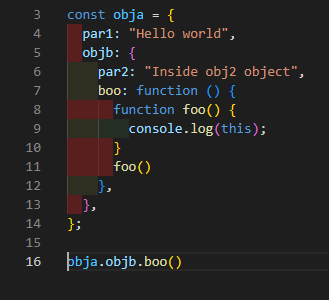 3 const obja = {
4   par1: "Hello world",
5   objb: {
6     par2: "Inside obj2 object",
7     boo: function () {
8       function foo() {
9         console.log(this);
10       }
11       foo()
12     },
13   },
14 };
15
16 obja.objb.boo()